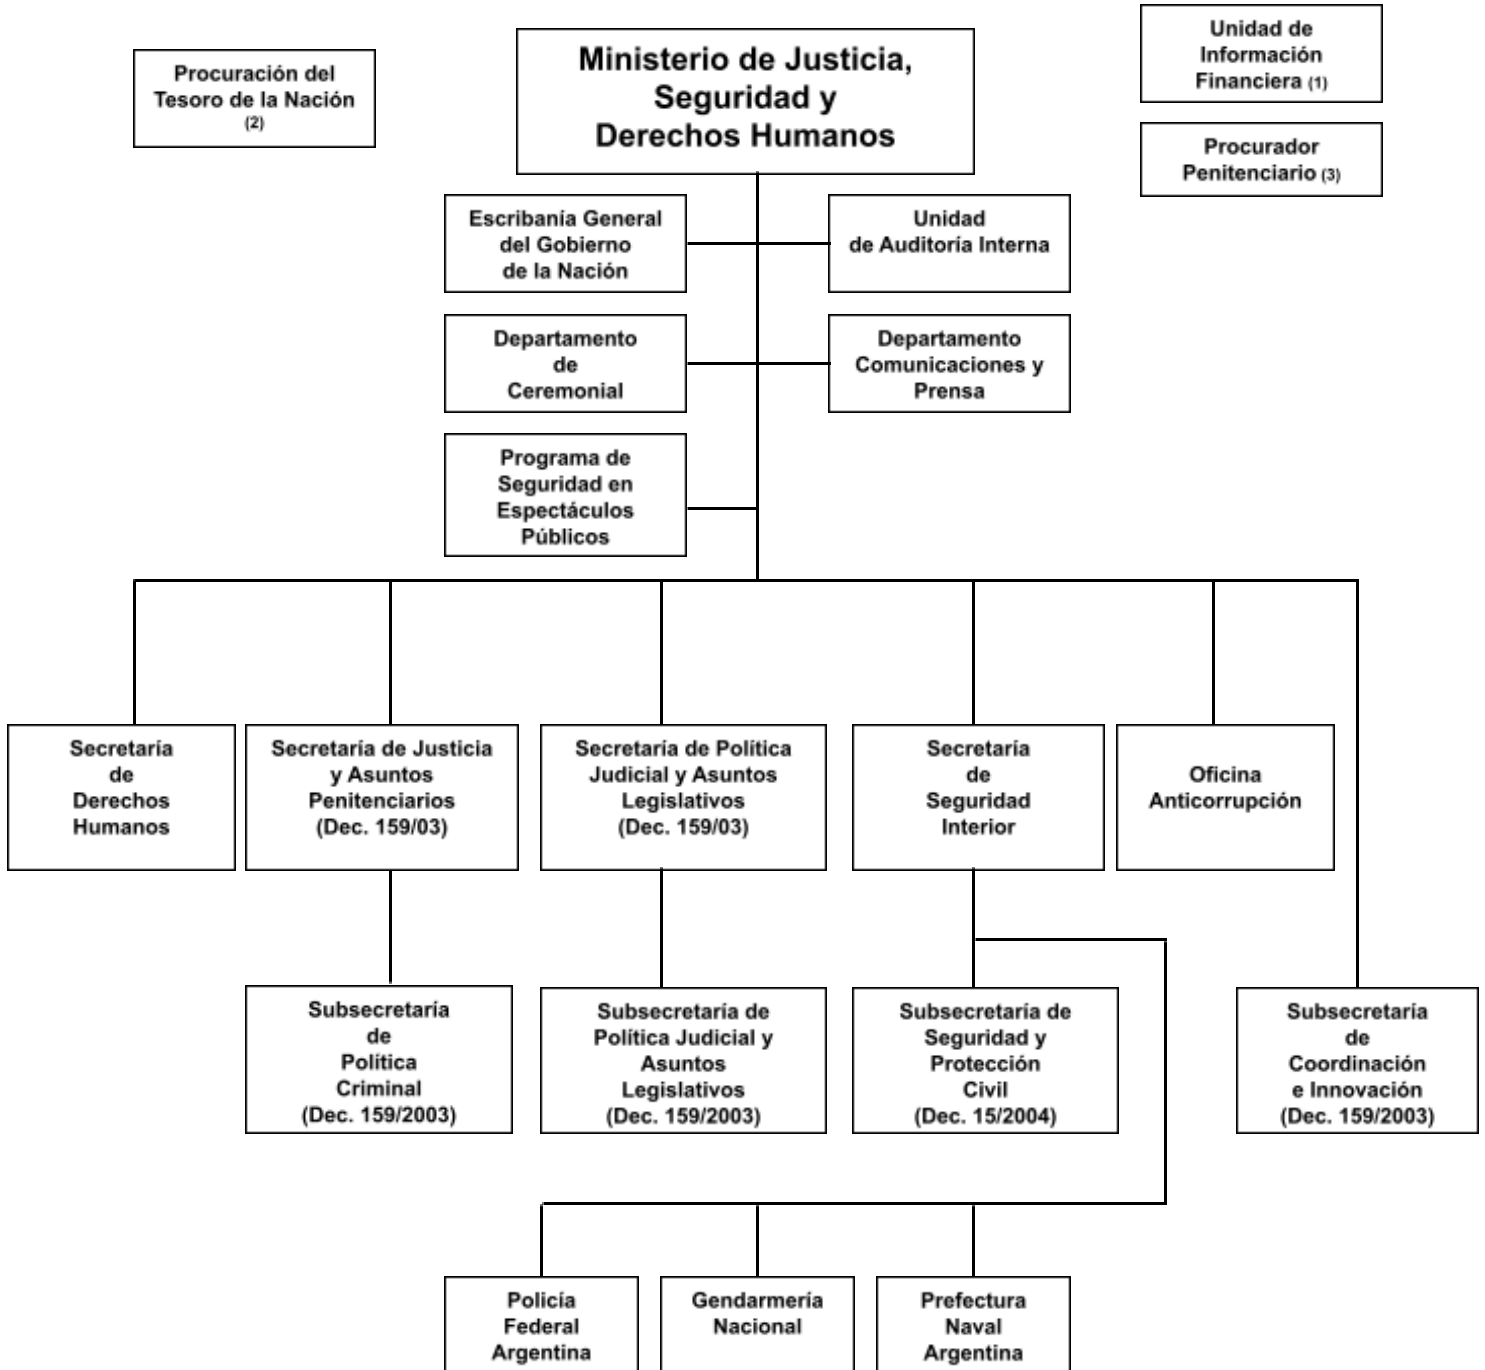 Procuración del
Tesoro de la Nación
(2)
Ministerio de Justicia,
Seguridad y
Derechos Humanos
Unidad de
Información
Financiera (1)
Procurador
Penitenciario (3)
Escribanía General
del Gobierno
de la Nación
Unidad
de Auditoría Interna
Departamento
de
Ceremonial
Departamento
Comunicaciones y
Prensa
Programa de
Seguridad en
Espectáculos
Públicos
Secretaría
de
Derechos
Humanos
Secretaría de Justicia
y Asuntos
Penitenciarios
(Dec. 159/03)
Secretaría de Política
Judicial y Asuntos
Legislativos
(Dec. 159/03)
Secretaría
de
Seguridad
Interior
Oficina
Anticorrupción
Subsecretaría
de
Política
Criminal
(Dec. 159/2003)
Subsecretaría de
Política Judicial y
Asuntos
Legislativos
(Dec. 159/2003)
Subsecretaría de
Seguridad y
Protección
Civil
(Dec. 15/2004)
Subsecretaría
de
Coordinación
e Innovación
(Dec. 159/2003)
Policía
Federal
Argentina
Gendarmería
Nacional
Prefectura
Naval
Argentina